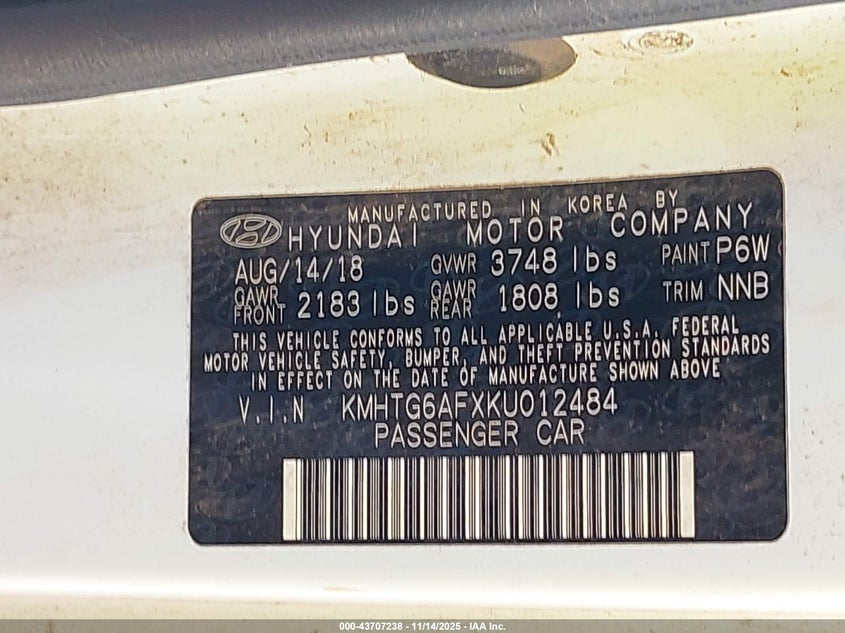 MANUFACTURED IN KOREA BY
HYUNDAI MOTOR COMPANY
AUG/14/18 GVWR 3748 lbs PAINT P6W
GAWR FRONT 2183 lbs GAWR REAR 1808 lbs TRIM NNB
THIS VEHICLE CONFORMS TO ALL APPLICABLE U.S.A. FEDERAL
MOTOR VEHICLE SAFETY, BUMPER, AND THEFT PREVENTION STANDARDS
IN EFFECT ON THE DATE OF MANUFACTURE SHOWN ABOVE
V.I.N KMHTG6AFXKU012484
PASSENGER CAR
000-43707238 - 11/14/2025 - IAA Inc.